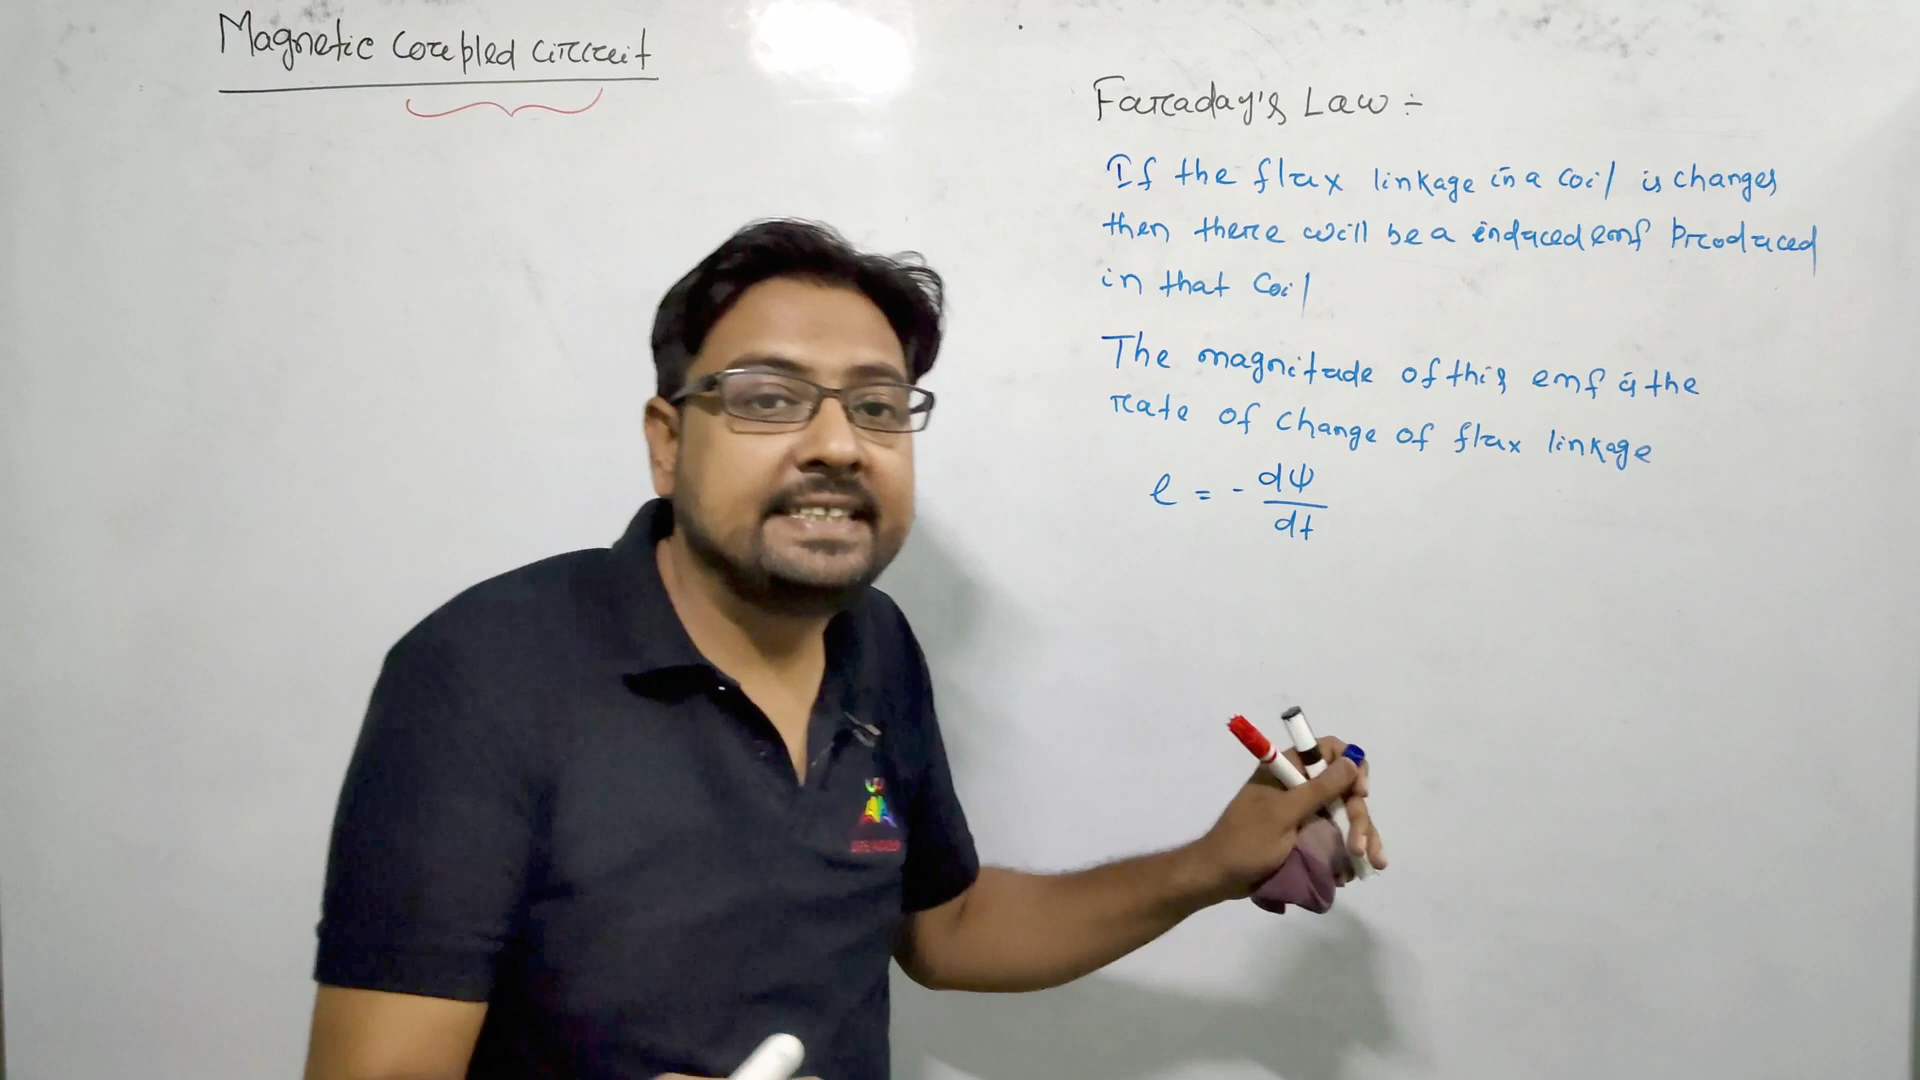 Magnetic Coupled circuit
Faraday's Law ÷
If the flux linkage in a coil is changes
then there will be a induced emf produced
in that Coil
The magnitude of this emf is the
rate of change of flux linkage
e = - dψ/dt